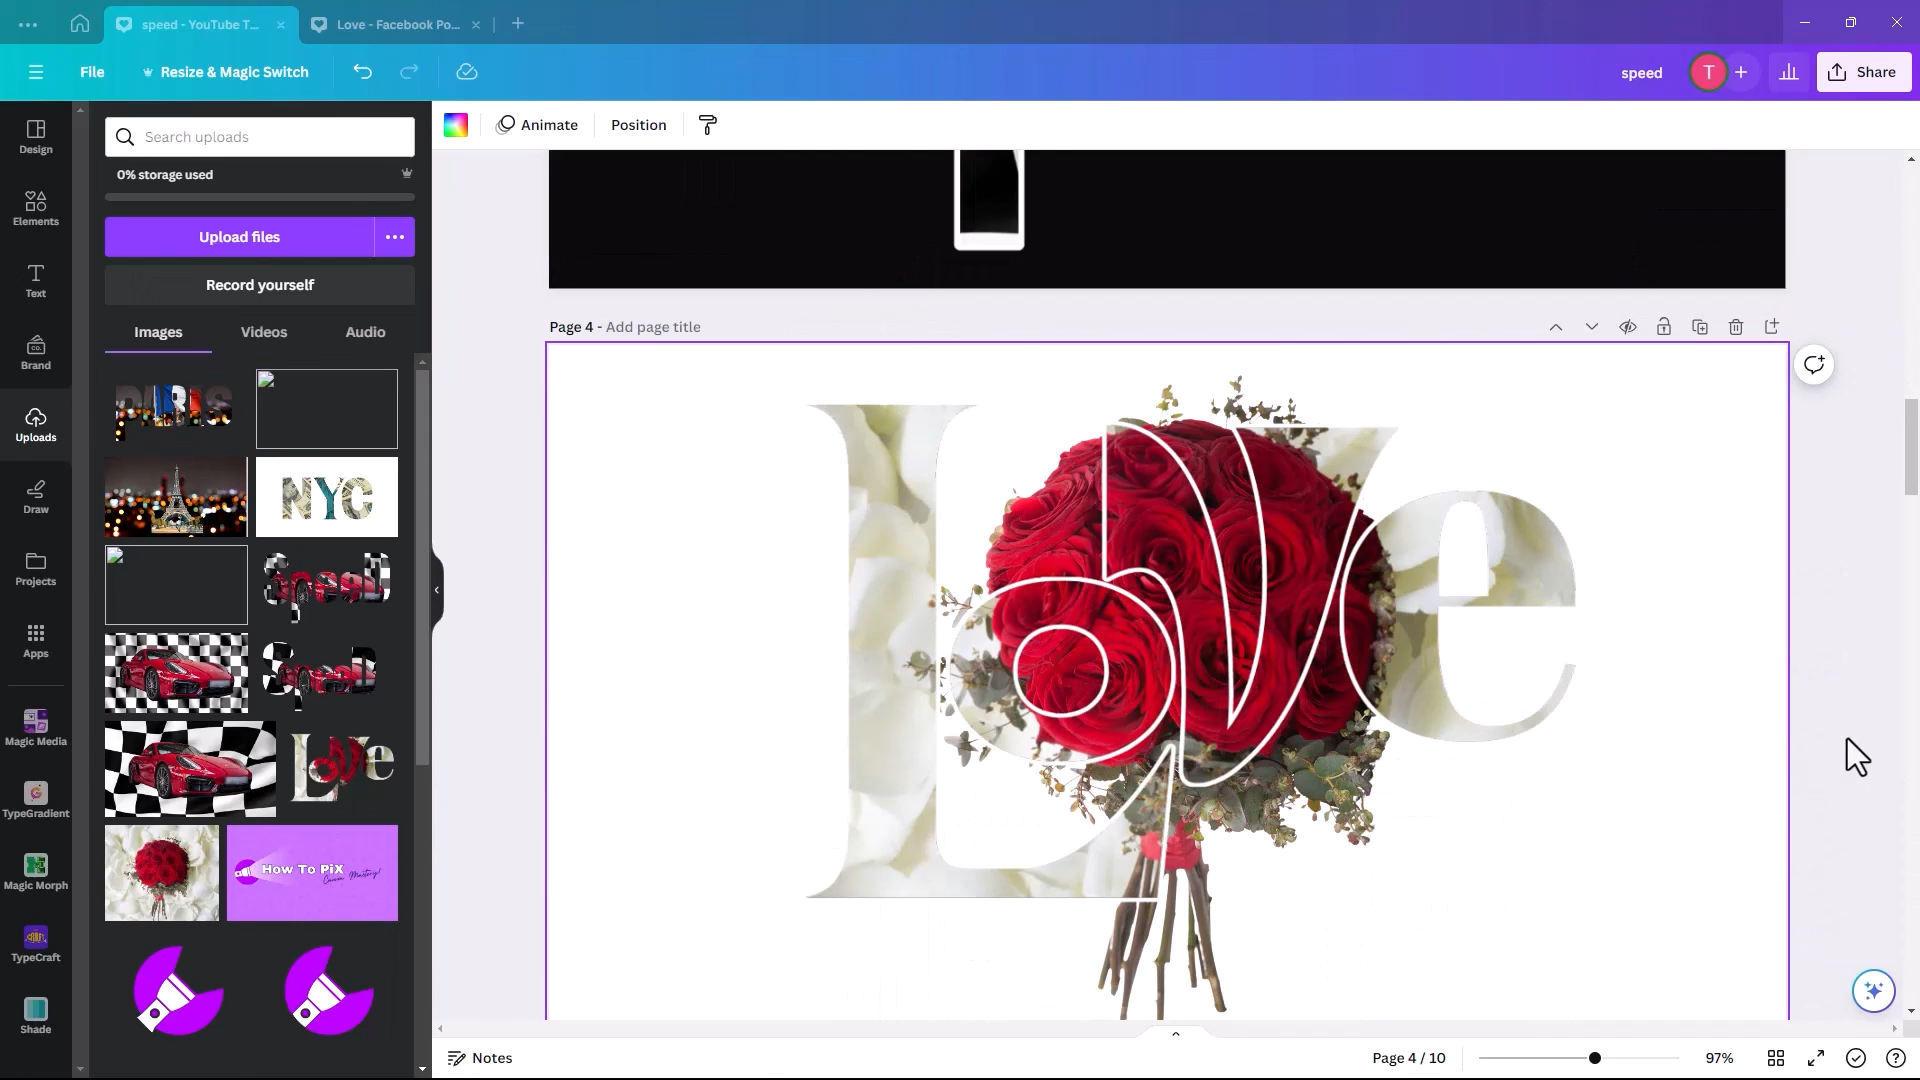 speed - YouTube T...
Love - Facebook Po...
File
Resize & Magic Switch
speed
T
Share
Design
Elements
Text
Brand
Uploads
Draw
Projects
Apps
Magic Media
TypeGradient
Magic Morph
TypeCraft
Shade
Search uploads
0% storage used
Upload files
Record yourself
Images
Videos
Audio
PARIS
NYC
SpeeD
SpeeD
Love
How To PiX
Canva Mastery!
Animate
Position
Page 4 - Add page title
Love
Notes
Page 4 / 10
97%